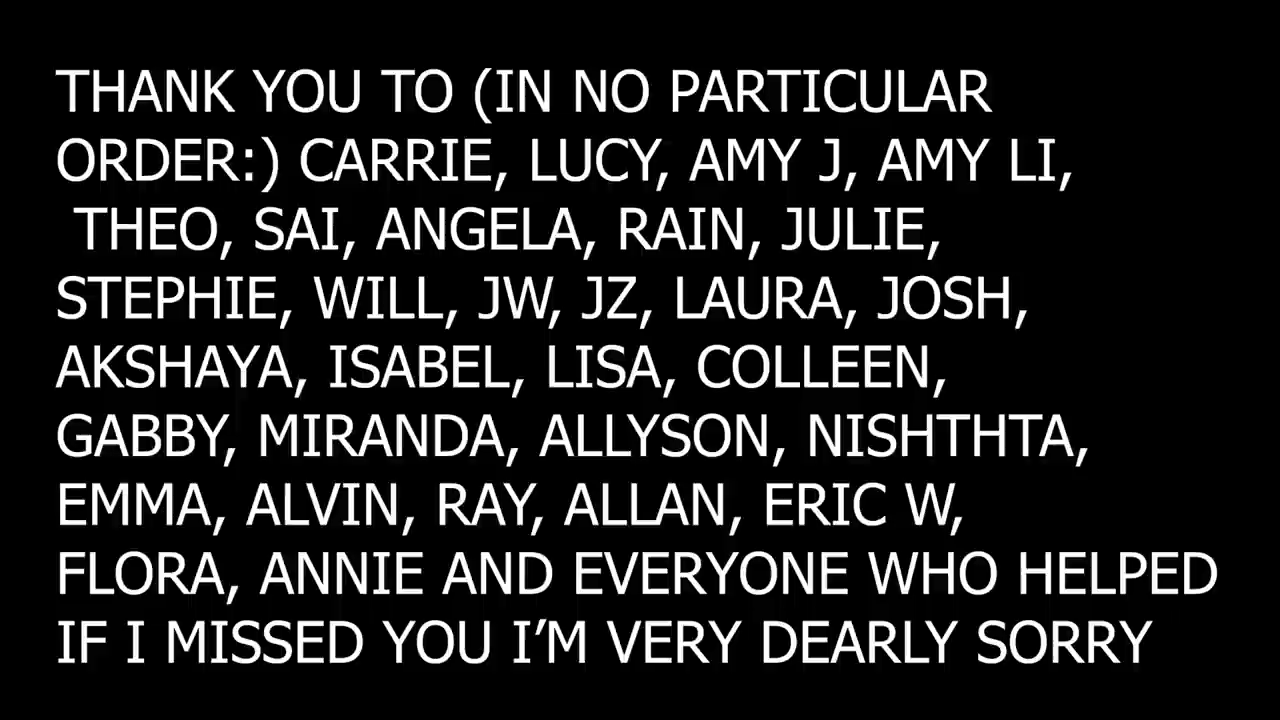 THANK YOU TO (IN NO PARTICULAR
ORDER:) CARRIE, LUCY, AMY J, AMY LI,
THEO, SAI, ANGELA, RAIN, JULIE,
STEPHIE, WILL, JW, JZ, LAURA, JOSH,
AKSHAYA, ISABEL, LISA, COLLEEN,
GABBY, MIRANDA, ALLYSON, NISHTHTA,
EMMA, ALVIN, RAY, ALLAN, ERIC W,
FLORA, ANNIE AND EVERYONE WHO HELPED
IF I MISSED YOU I’M VERY DEARLY SORRY